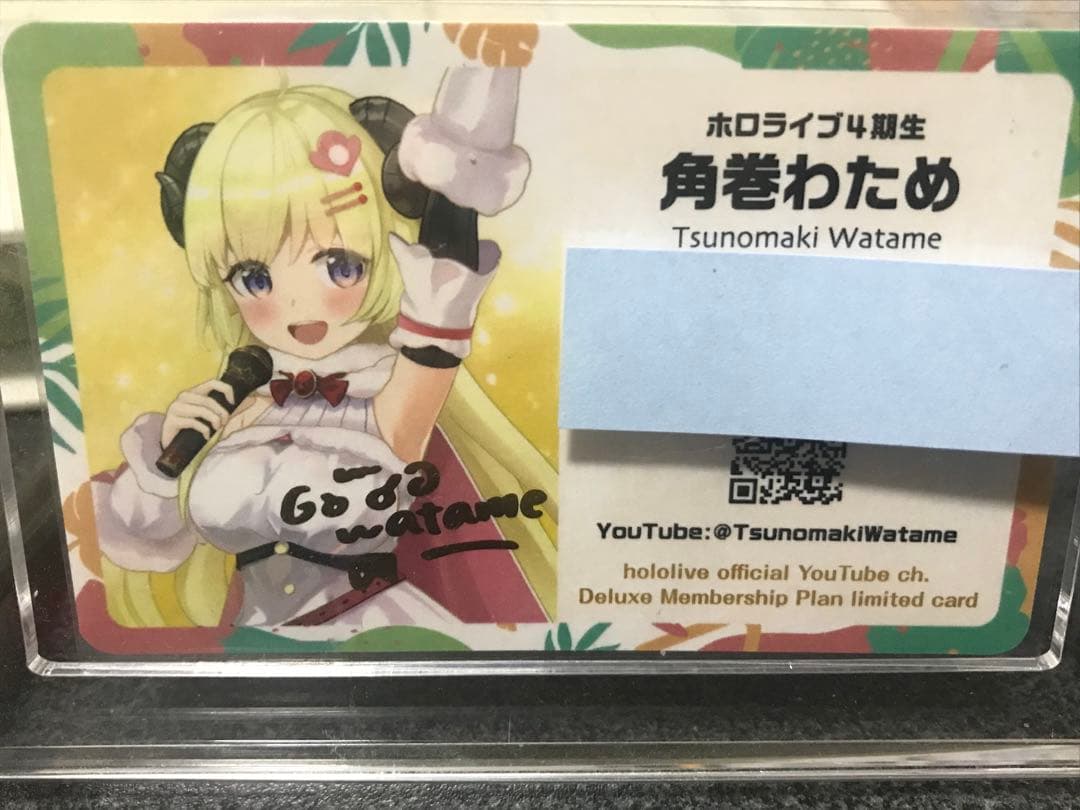 ホロライブ4期生
角巻わため
Tsunomaki Watame
watame
YouTube:@TsunomakiWatame
hololive official YouTube ch.
Deluxe Membership Plan limited card